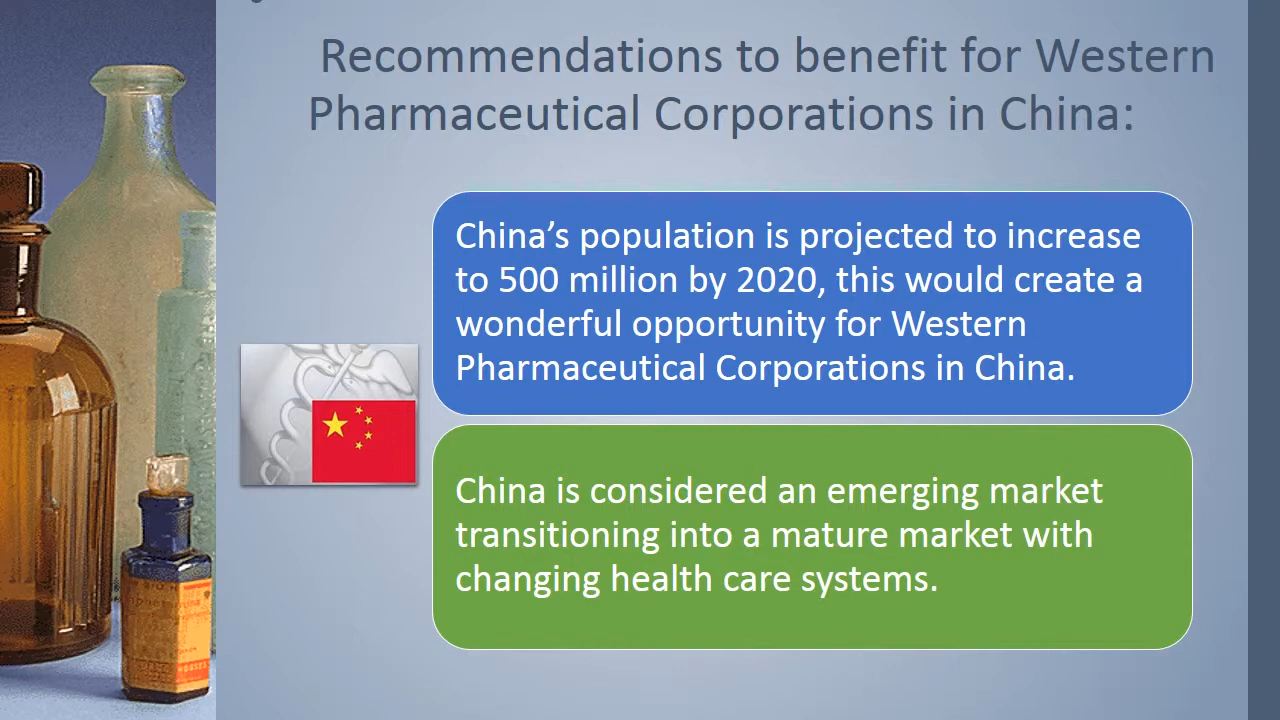 Recommendations to benefit for Western
Pharmaceutical Corporations in China:
China’s population is projected to increase
to 500 million by 2020, this would create a
wonderful opportunity for Western
Pharmaceutical Corporations in China.
China is considered an emerging market
transitioning into a mature market with
changing health care systems.